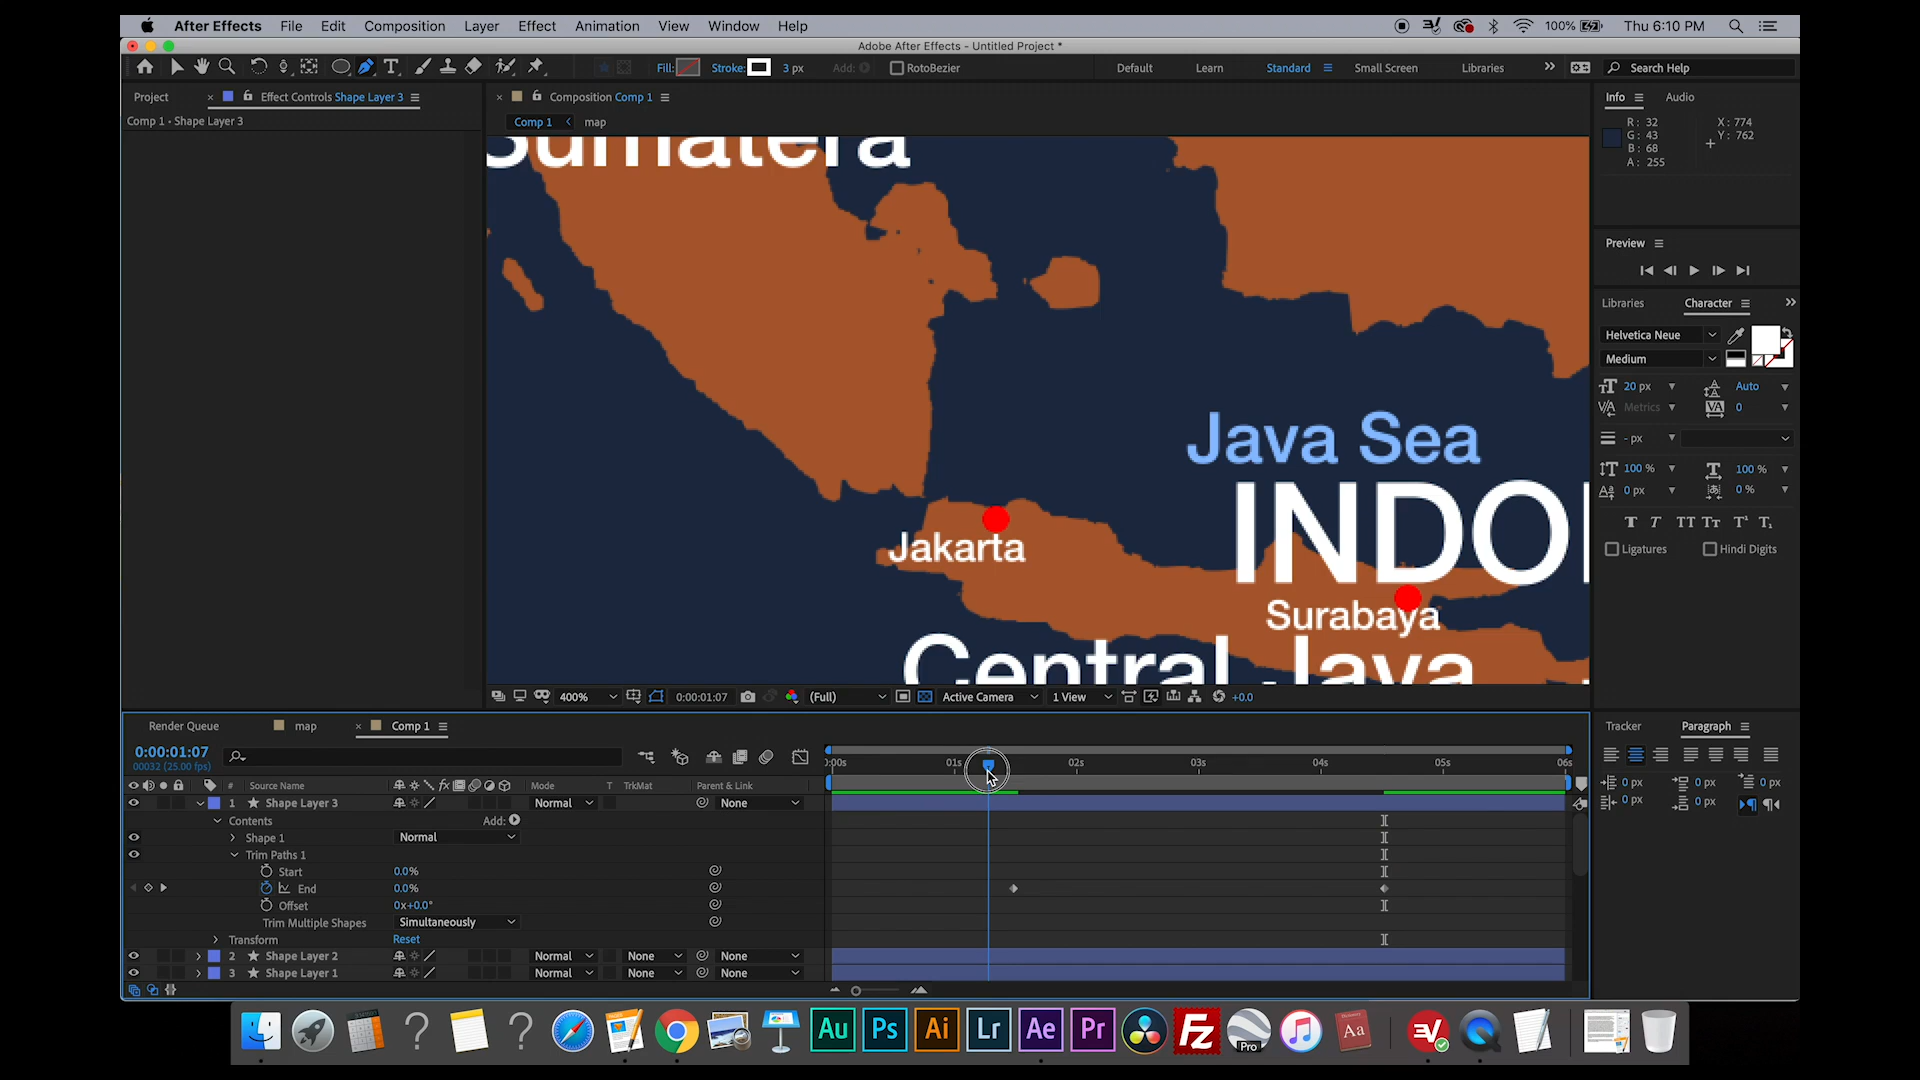 After Effects File Edit Composition Layer Effect Animation View Window Help 100% Thu 6:10 PM
Adobe After Effects - Untitled Project *
Fill: Stroke: 3 px Add: RotoBezier Default Learn Standard Small Screen Libraries Search Help
Project Effect Controls Shape Layer 3 Composition Comp 1 Info Audio
Comp 1 • Shape Layer 3
Comp 1 map
R: 32 X: 774
G: 43 Y: 762
B: 68
A: 255
Sumatera
Preview
Libraries Character
Helvetica Neue
Medium
20 px Auto
Metrics 0
- px
100 % 100 %
0 px 0 %
Ligatures Hindi Digits
Java Sea
INDO
Jakarta
Surabaya
Central Java
400% 0:00:01:07 (Full) Active Camera 1 View +0.0
Render Queue map Comp 1
Tracker Paragraph
0:00:01:07
00032 (25.00 fps)
0:00s 01s 02s 03s 04s 05s 06s
# Source Name Mode T TrkMat Parent & Link
1 Shape Layer 3 Normal None
Contents Add:
Shape 1 Normal
Trim Paths 1
Start 0.0%
End 0.0%
Offset 0x+0.0°
Trim Multiple Shapes Simultaneously
Transform Reset
2 Shape Layer 2 Normal None None
3 Shape Layer 1 Normal None None
0 px 0 px 0 px
0 px 0 px
Au Ps Ai Lr Ae Pr Fz Pro Aa